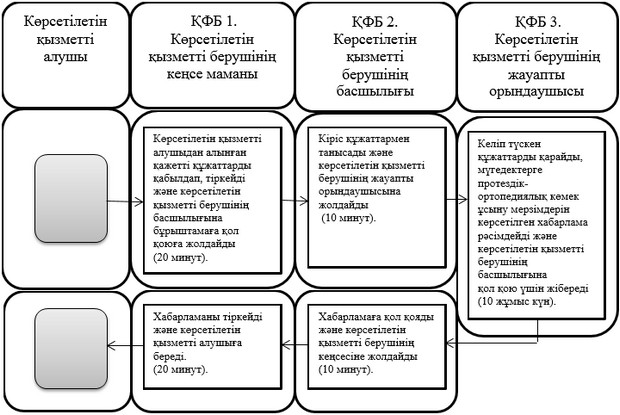 Көрсетілетін
қызметті
алушы
ҚФБ 1.
Көрсетілетін
қызметті берушінің
кеңсе маманы
ҚФБ 2.
Көрсетілетін
қызметті
берушінің
басшылығы
ҚФБ 3.
Көрсетілетін
қызметті берушінің
жауапты
орындаушысы
Көрсетілетін қызметті
алушыдан алынған
қажетті құжаттарды
қабылдап, тіркейді
және көрсетілетін
қызметті берушінің
басшылығына
бұрыштамаға қол
қоюға жолдайды
(20 минут).
Кіріс құжаттармен
танысады және
көрсетілетін қызметті
берушінің жауапты
орындаушысына
жолдайды
(10 минут).
Келіп түскен
құжаттарды қарайды,
мүгедектерге
протездік-
ортопедиялық көмек
ұсыну мерзімдерін
көрсетілген хабарлама
рәсімдейді және
көрсетілетін қызметті
берушінің
басшылығына
қол қою үшін жібереді
(10 жұмыс күн).
Хабарламаны тіркейді
және көрсетілетін
қызметті алушыға
береді.
(20 минут).
Хабарламаға қол қояды
және көрсетілетін
қызметті берушінің
кеңсесіне жолдайды
(10 минут).